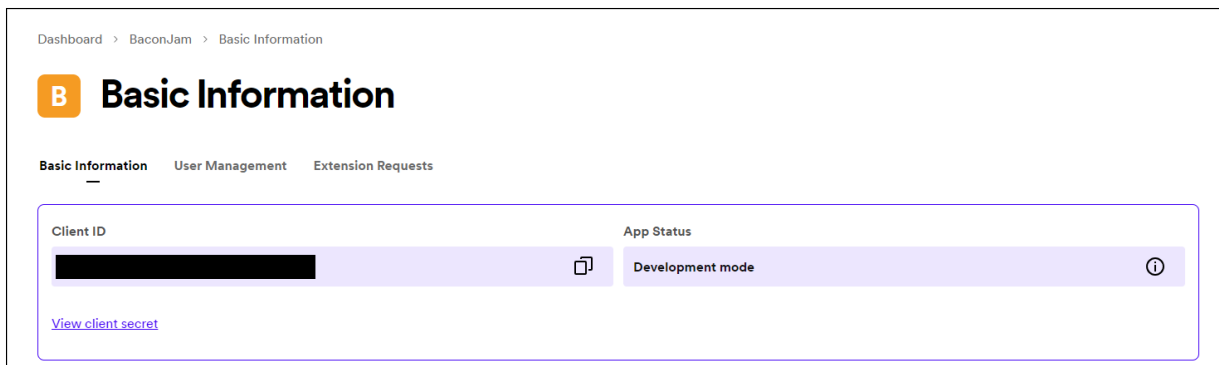 Dashboard > BaconJam > Basic Information
B Basic Information
Basic Information User Management Extension Requests
Client ID App Status
Development mode
View client secret